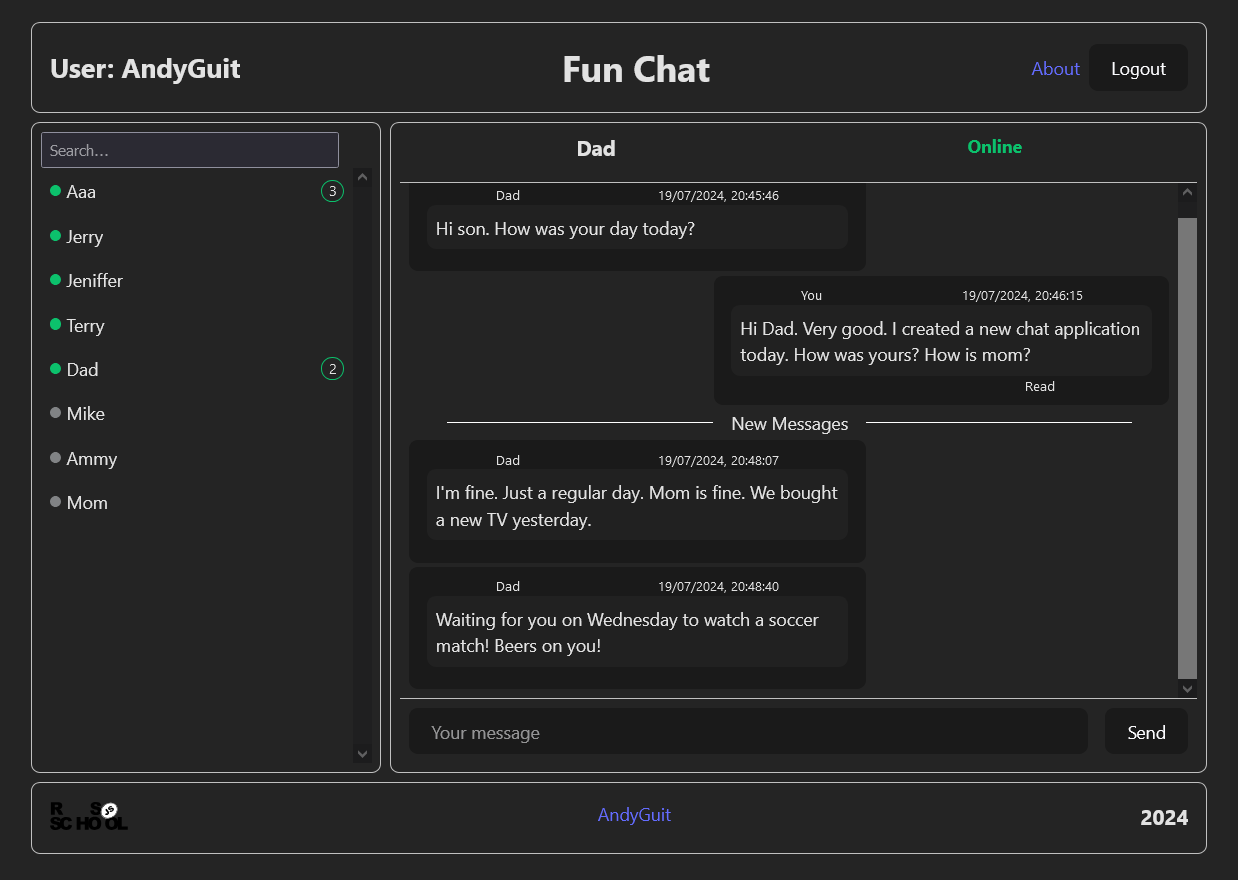 User: AndyGuit
Fun Chat
About
Logout
Search...
Aaa
3
Jerry
Jeniffer
Terry
Dad
2
Mike
Ammy
Mom
Dad
Online
Dad 19/07/2024, 20:45:46
Hi son. How was your day today?
You 19/07/2024, 20:46:15
Hi Dad. Very good. I created a new chat application
today. How was yours? How is mom?
Read
New Messages
Dad 19/07/2024, 20:48:07
I'm fine. Just a regular day. Mom is fine. We bought
a new TV yesterday.
Dad 19/07/2024, 20:48:40
Waiting for you on Wednesday to watch a soccer
match! Beers on you!
Your message
Send
R S JS
SCHOOL
AndyGuit
2024